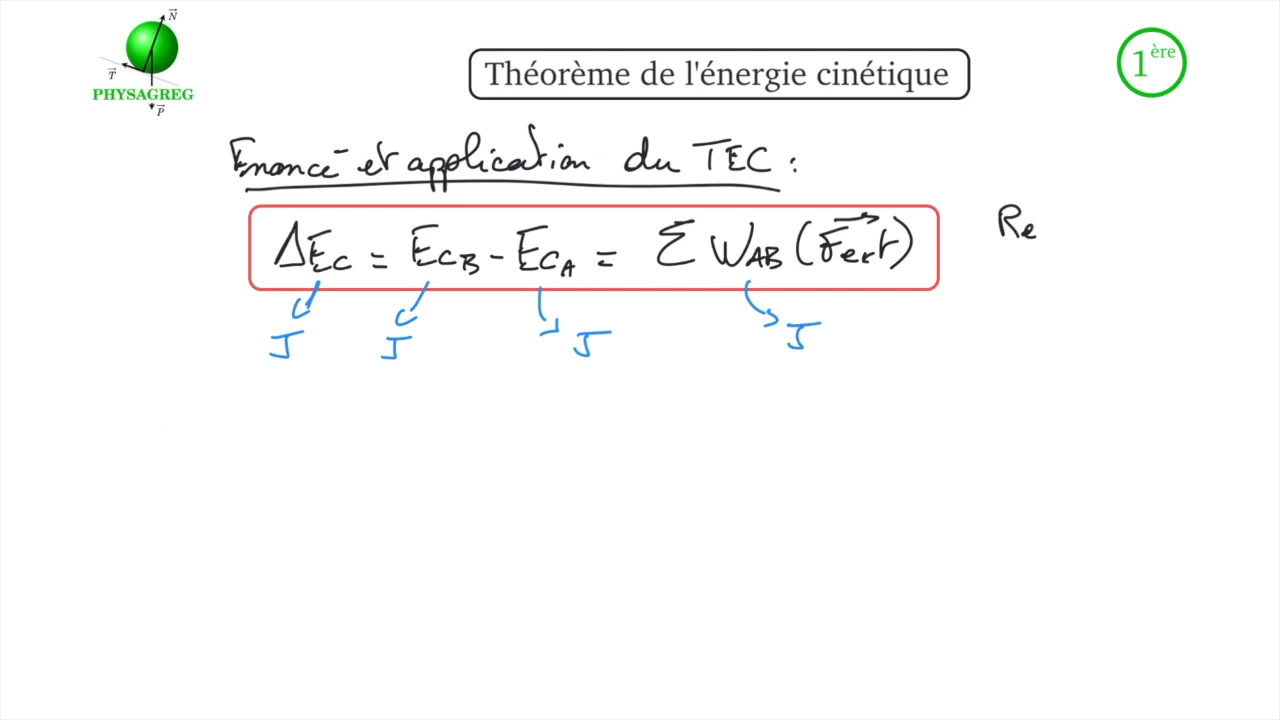 N
T
PHYSAGREG
P
Théorème de l'énergie cinétique
1ère
Enoncé et application du TEC :
ΔEc = EcB - EcA = Σ WAB (Fext)
Re
J J J J